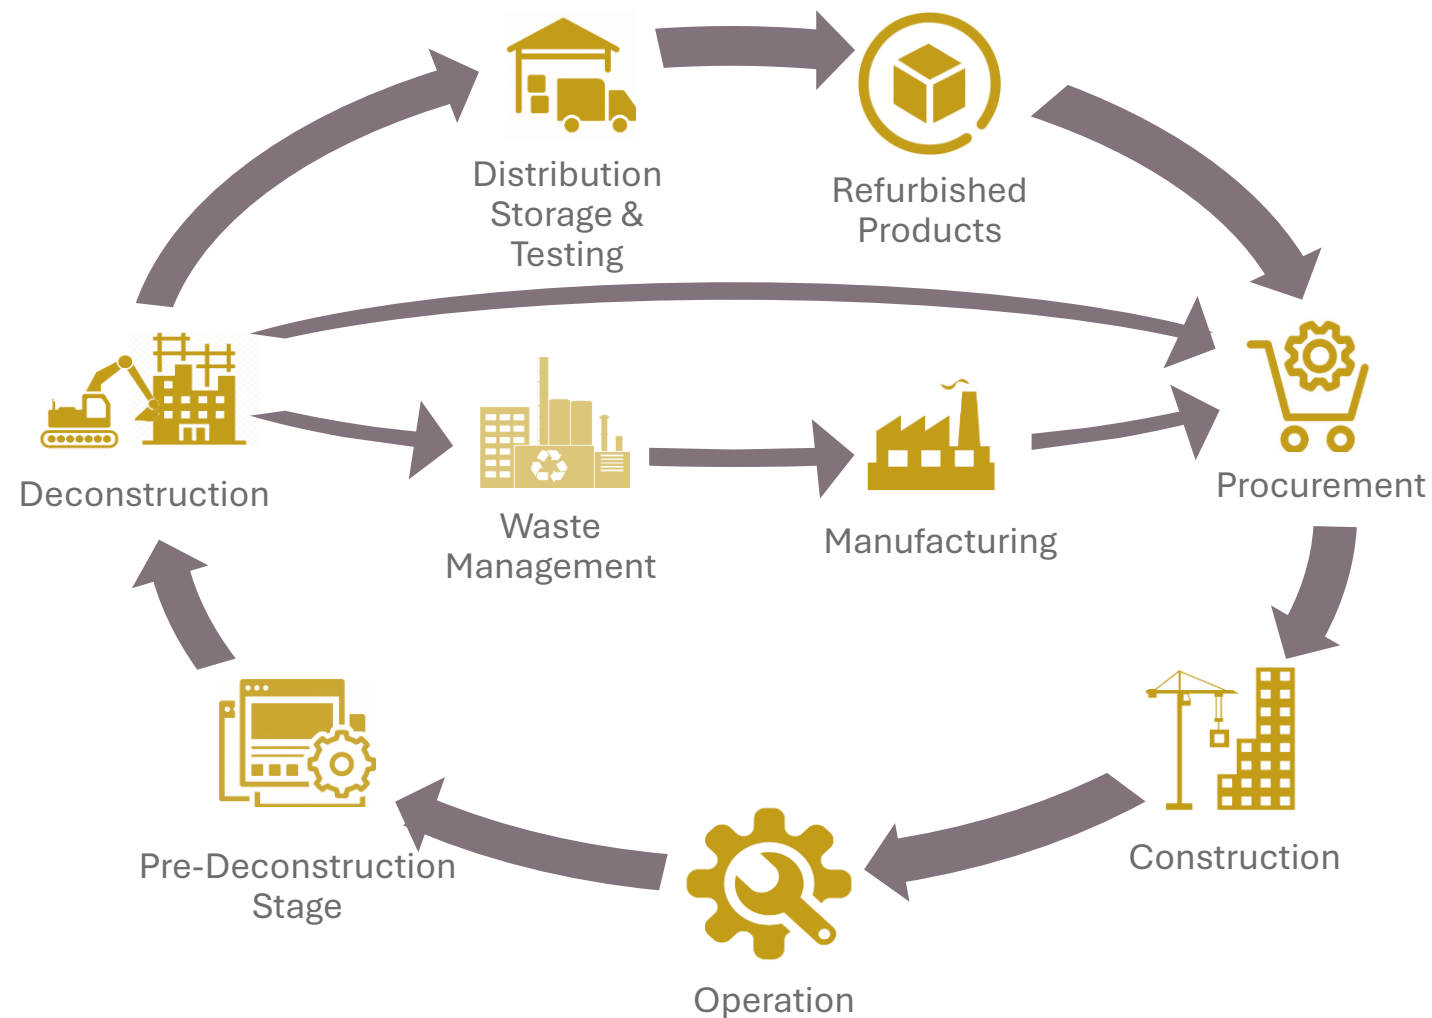 Distribution
Storage &
Testing
Refurbished
Products
Deconstruction
Waste
Management
Manufacturing
Procurement
Pre-Deconstruction
Stage
Construction
Operation